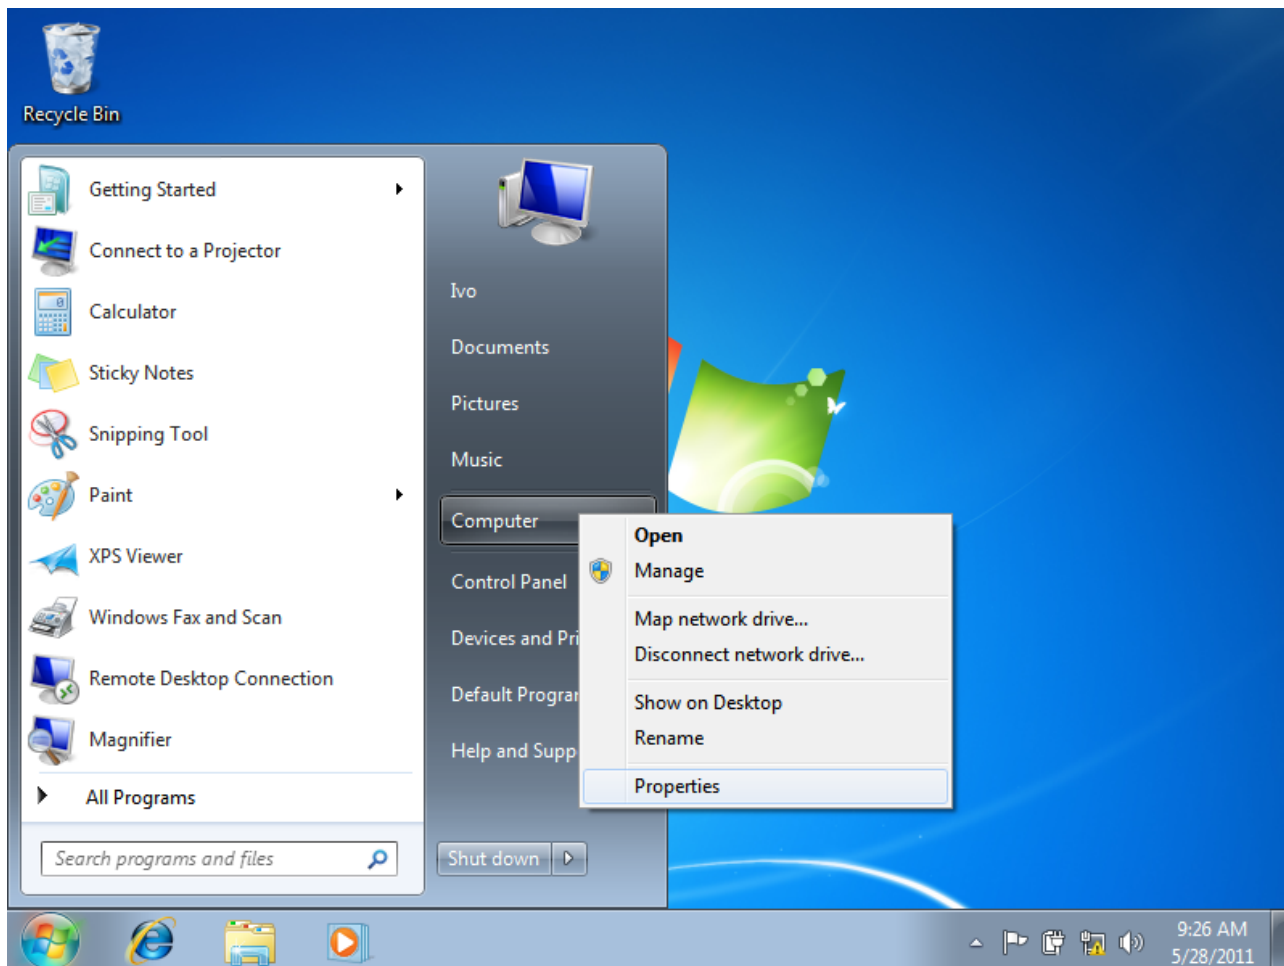 Recycle Bin
Getting Started
Connect to a Projector
Calculator
Sticky Notes
Snipping Tool
Paint
XPS Viewer
Windows Fax and Scan
Remote Desktop Connection
Magnifier
All Programs
Search programs and files
Ivo
Documents
Pictures
Music
Computer
Control Panel
Devices and Pri
Default Progra
Help and Supp
Shut down
Open
Manage
Map network drive...
Disconnect network drive...
Show on Desktop
Rename
Properties
9:26 AM
5/28/2011